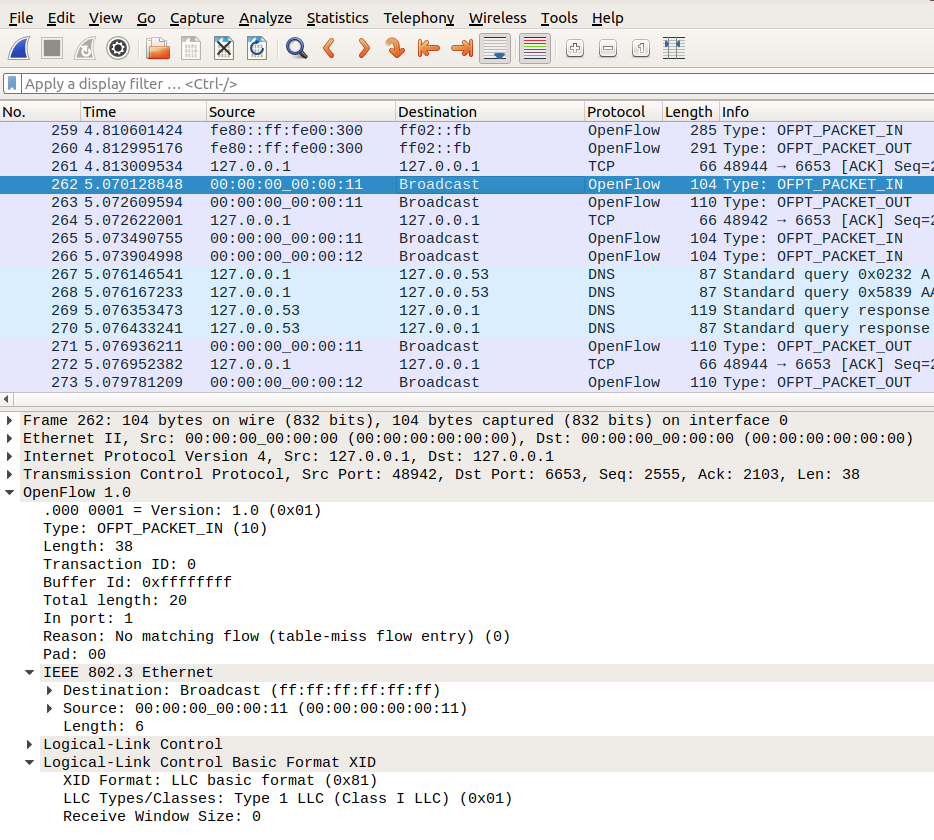 File Edit View Go Capture Analyze Statistics Telephony Wireless Tools Help
Apply a display filter … <Ctrl-/>
No. Time Source Destination Protocol Length Info
259 4.810601424 fe80::ff:fe00:300 ff02::fb OpenFlow 285 Type: OFPT_PACKET_IN
260 4.812995176 fe80::ff:fe00:300 ff02::fb OpenFlow 291 Type: OFPT_PACKET_OUT
261 4.813009534 127.0.0.1 127.0.0.1 TCP 66 48944 → 6653 [ACK] Seq=2
262 5.070128848 00:00:00_00:00:11 Broadcast OpenFlow 104 Type: OFPT_PACKET_IN
263 5.072609594 00:00:00_00:00:11 Broadcast OpenFlow 110 Type: OFPT_PACKET_OUT
264 5.072622001 127.0.0.1 127.0.0.1 TCP 66 48942 → 6653 [ACK] Seq=2
265 5.073490755 00:00:00_00:00:11 Broadcast OpenFlow 104 Type: OFPT_PACKET_IN
266 5.073904998 00:00:00_00:00:12 Broadcast OpenFlow 104 Type: OFPT_PACKET_IN
267 5.076146541 127.0.0.1 127.0.0.53 DNS 87 Standard query 0x0232 A
268 5.076167233 127.0.0.1 127.0.0.53 DNS 87 Standard query 0x5839 AA
269 5.076353473 127.0.0.53 127.0.0.1 DNS 119 Standard query response
270 5.076433241 127.0.0.53 127.0.0.1 DNS 87 Standard query response
271 5.076936211 00:00:00_00:00:11 Broadcast OpenFlow 110 Type: OFPT_PACKET_OUT
272 5.076952382 127.0.0.1 127.0.0.1 TCP 66 48944 → 6653 [ACK] Seq=2
273 5.079781209 00:00:00_00:00:12 Broadcast OpenFlow 110 Type: OFPT_PACKET_OUT
Frame 262: 104 bytes on wire (832 bits), 104 bytes captured (832 bits) on interface 0
Ethernet II, Src: 00:00:00_00:00:00 (00:00:00:00:00:00), Dst: 00:00:00_00:00:00 (00:00:00:00:00:00)
Internet Protocol Version 4, Src: 127.0.0.1, Dst: 127.0.0.1
Transmission Control Protocol, Src Port: 48942, Dst Port: 6653, Seq: 2555, Ack: 2103, Len: 38
OpenFlow 1.0
.000 0001 = Version: 1.0 (0x01)
Type: OFPT_PACKET_IN (10)
Length: 38
Transaction ID: 0
Buffer Id: 0xffffffff
Total length: 20
In port: 1
Reason: No matching flow (table-miss flow entry) (0)
Pad: 00
IEEE 802.3 Ethernet
Destination: Broadcast (ff:ff:ff:ff:ff:ff)
Source: 00:00:00_00:00:11 (00:00:00:00:00:11)
Length: 6
Logical-Link Control
Logical-Link Control Basic Format XID
XID Format: LLC basic format (0x81)
LLC Types/Classes: Type 1 LLC (Class I LLC) (0x01)
Receive Window Size: 0